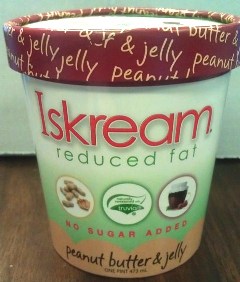 & jelly
peanut butter &
jelly
& jelly
peanut
Iskream
reduced fat
truvia
NO SUGAR ADDED
peanut butter & jelly
ONE PINT 473 mL